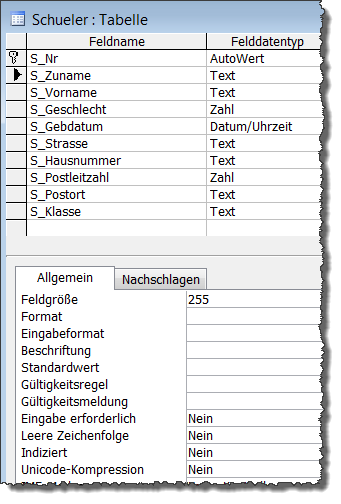 Schueler : Tabelle
Feldname Felddatentyp
S_Nr AutoWert
S_Zuname Text
S_Vorname Text
S_Geschlecht Zahl
S_Gebdatum Datum/Uhrzeit
S_Strasse Text
S_Hausnummer Text
S_Postleitzahl Zahl
S_Postort Text
S_Klasse Text
Allgemein Nachschlagen
Feldgröße 255
Format
Eingabeformat
Beschriftung
Standardwert
Gültigkeitsregel
Gültigkeitsmeldung
Eingabe erforderlich Nein
Leere Zeichenfolge Nein
Indiziert Nein
Unicode-Kompression Nein